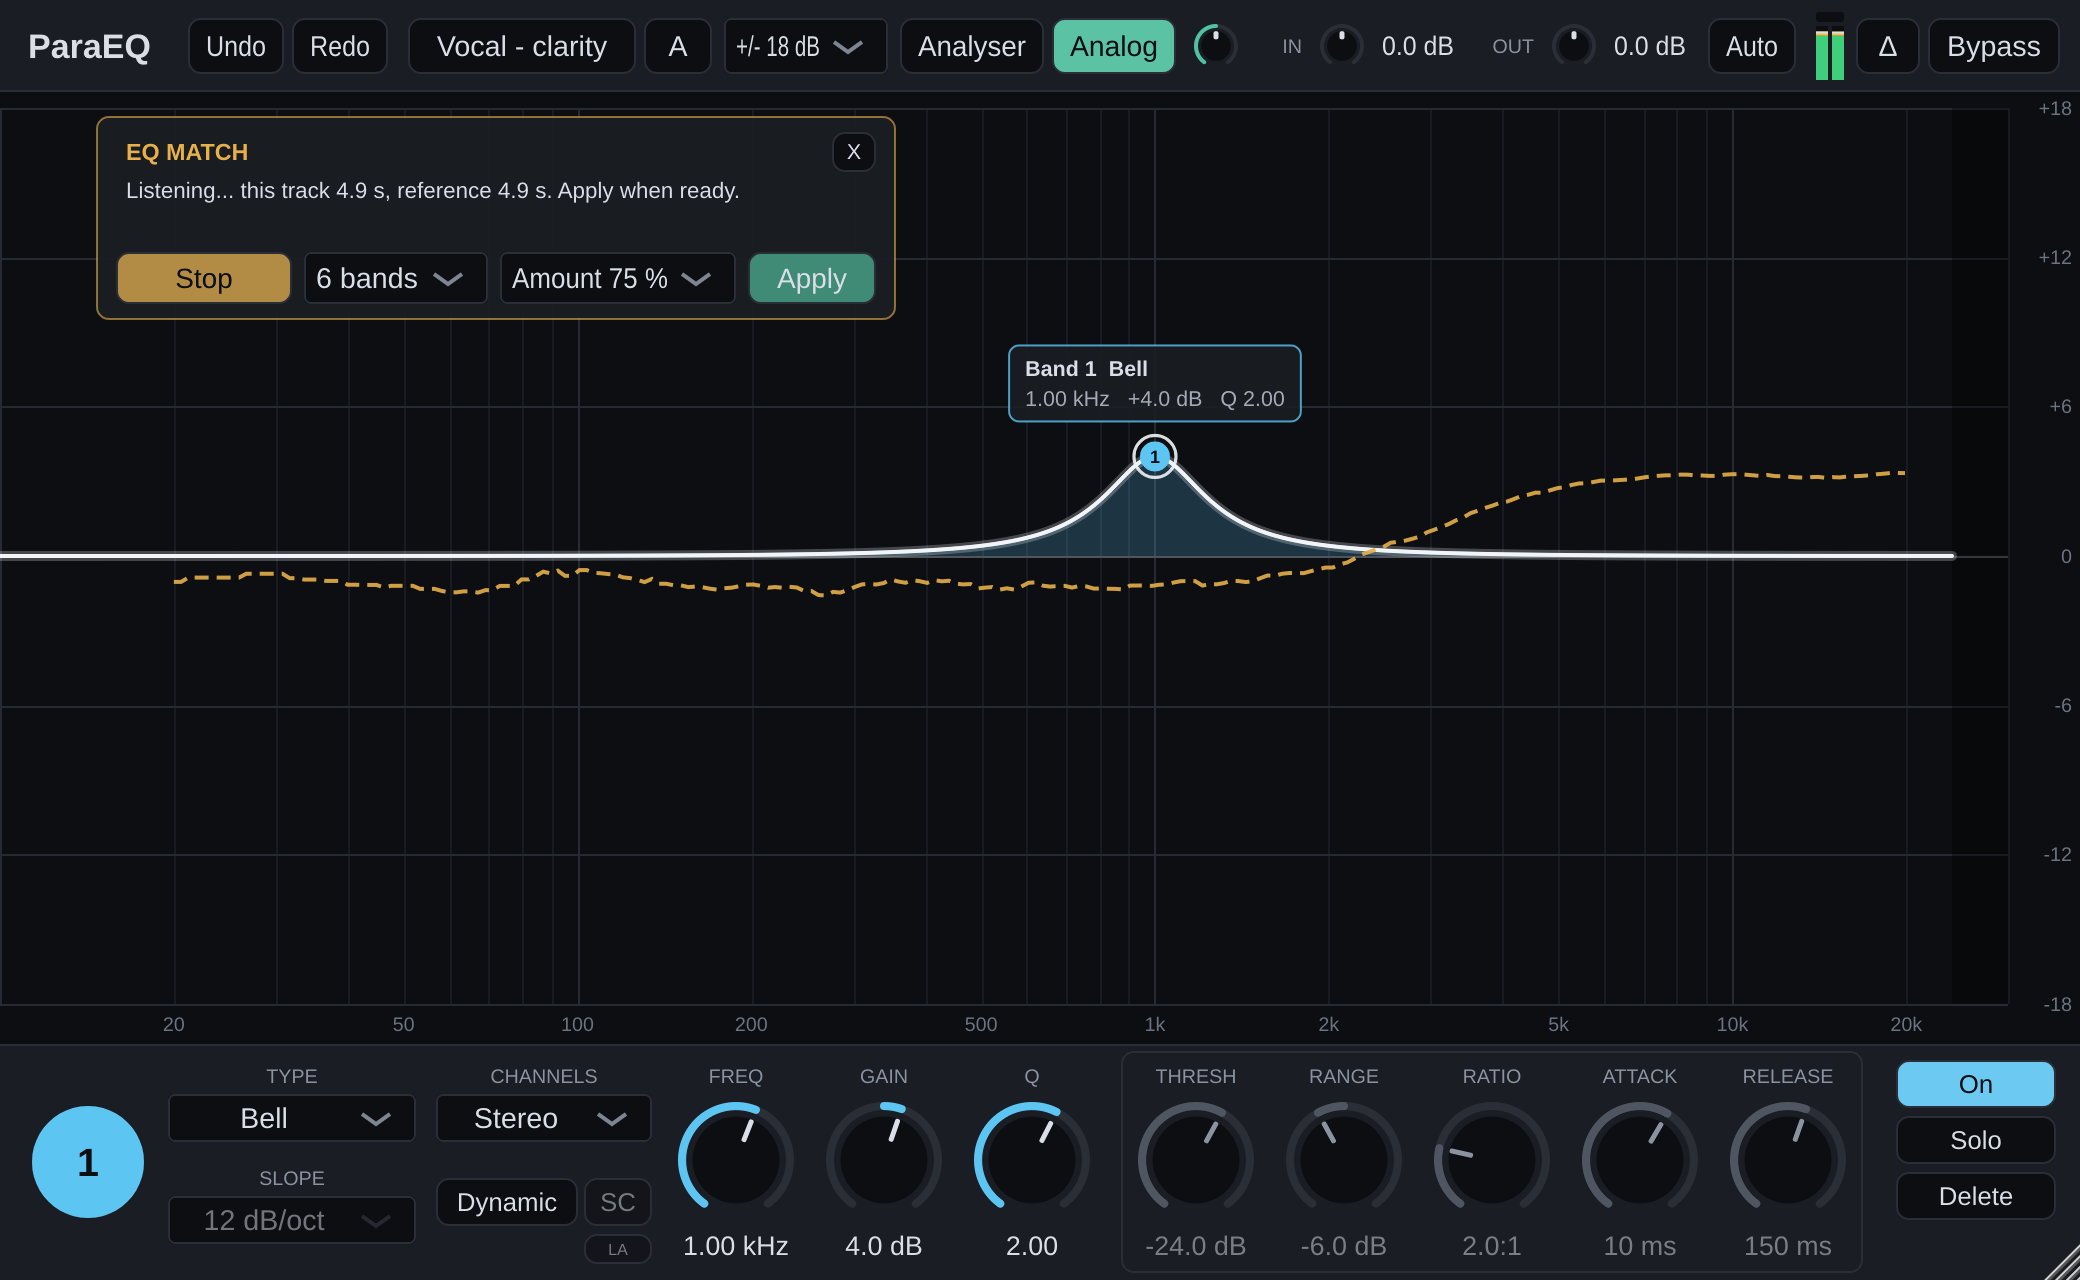 ParaEQ Undo Redo Vocal - clarity A +/- 18 dB Analyser Analog IN 0.0 dB OUT 0.0 dB Auto Δ Bypass
+18
EQ MATCH X
Listening... this track 4.9 s, reference 4.9 s. Apply when ready.
+12
Stop 6 bands Amount 75 % Apply
Band 1 Bell
1.00 kHz +4.0 dB Q 2.00
+6
1
0
-6
-12
-18
20 50 100 200 500 1k 2k 5k 10k 20k
TYPE CHANNELS FREQ GAIN Q THRESH RANGE RATIO ATTACK RELEASE
On
Bell Stereo
Solo
1
SLOPE
Delete
12 dB/oct Dynamic SC
LA
1.00 kHz 4.0 dB 2.00 -24.0 dB -6.0 dB 2.0:1 10 ms 150 ms